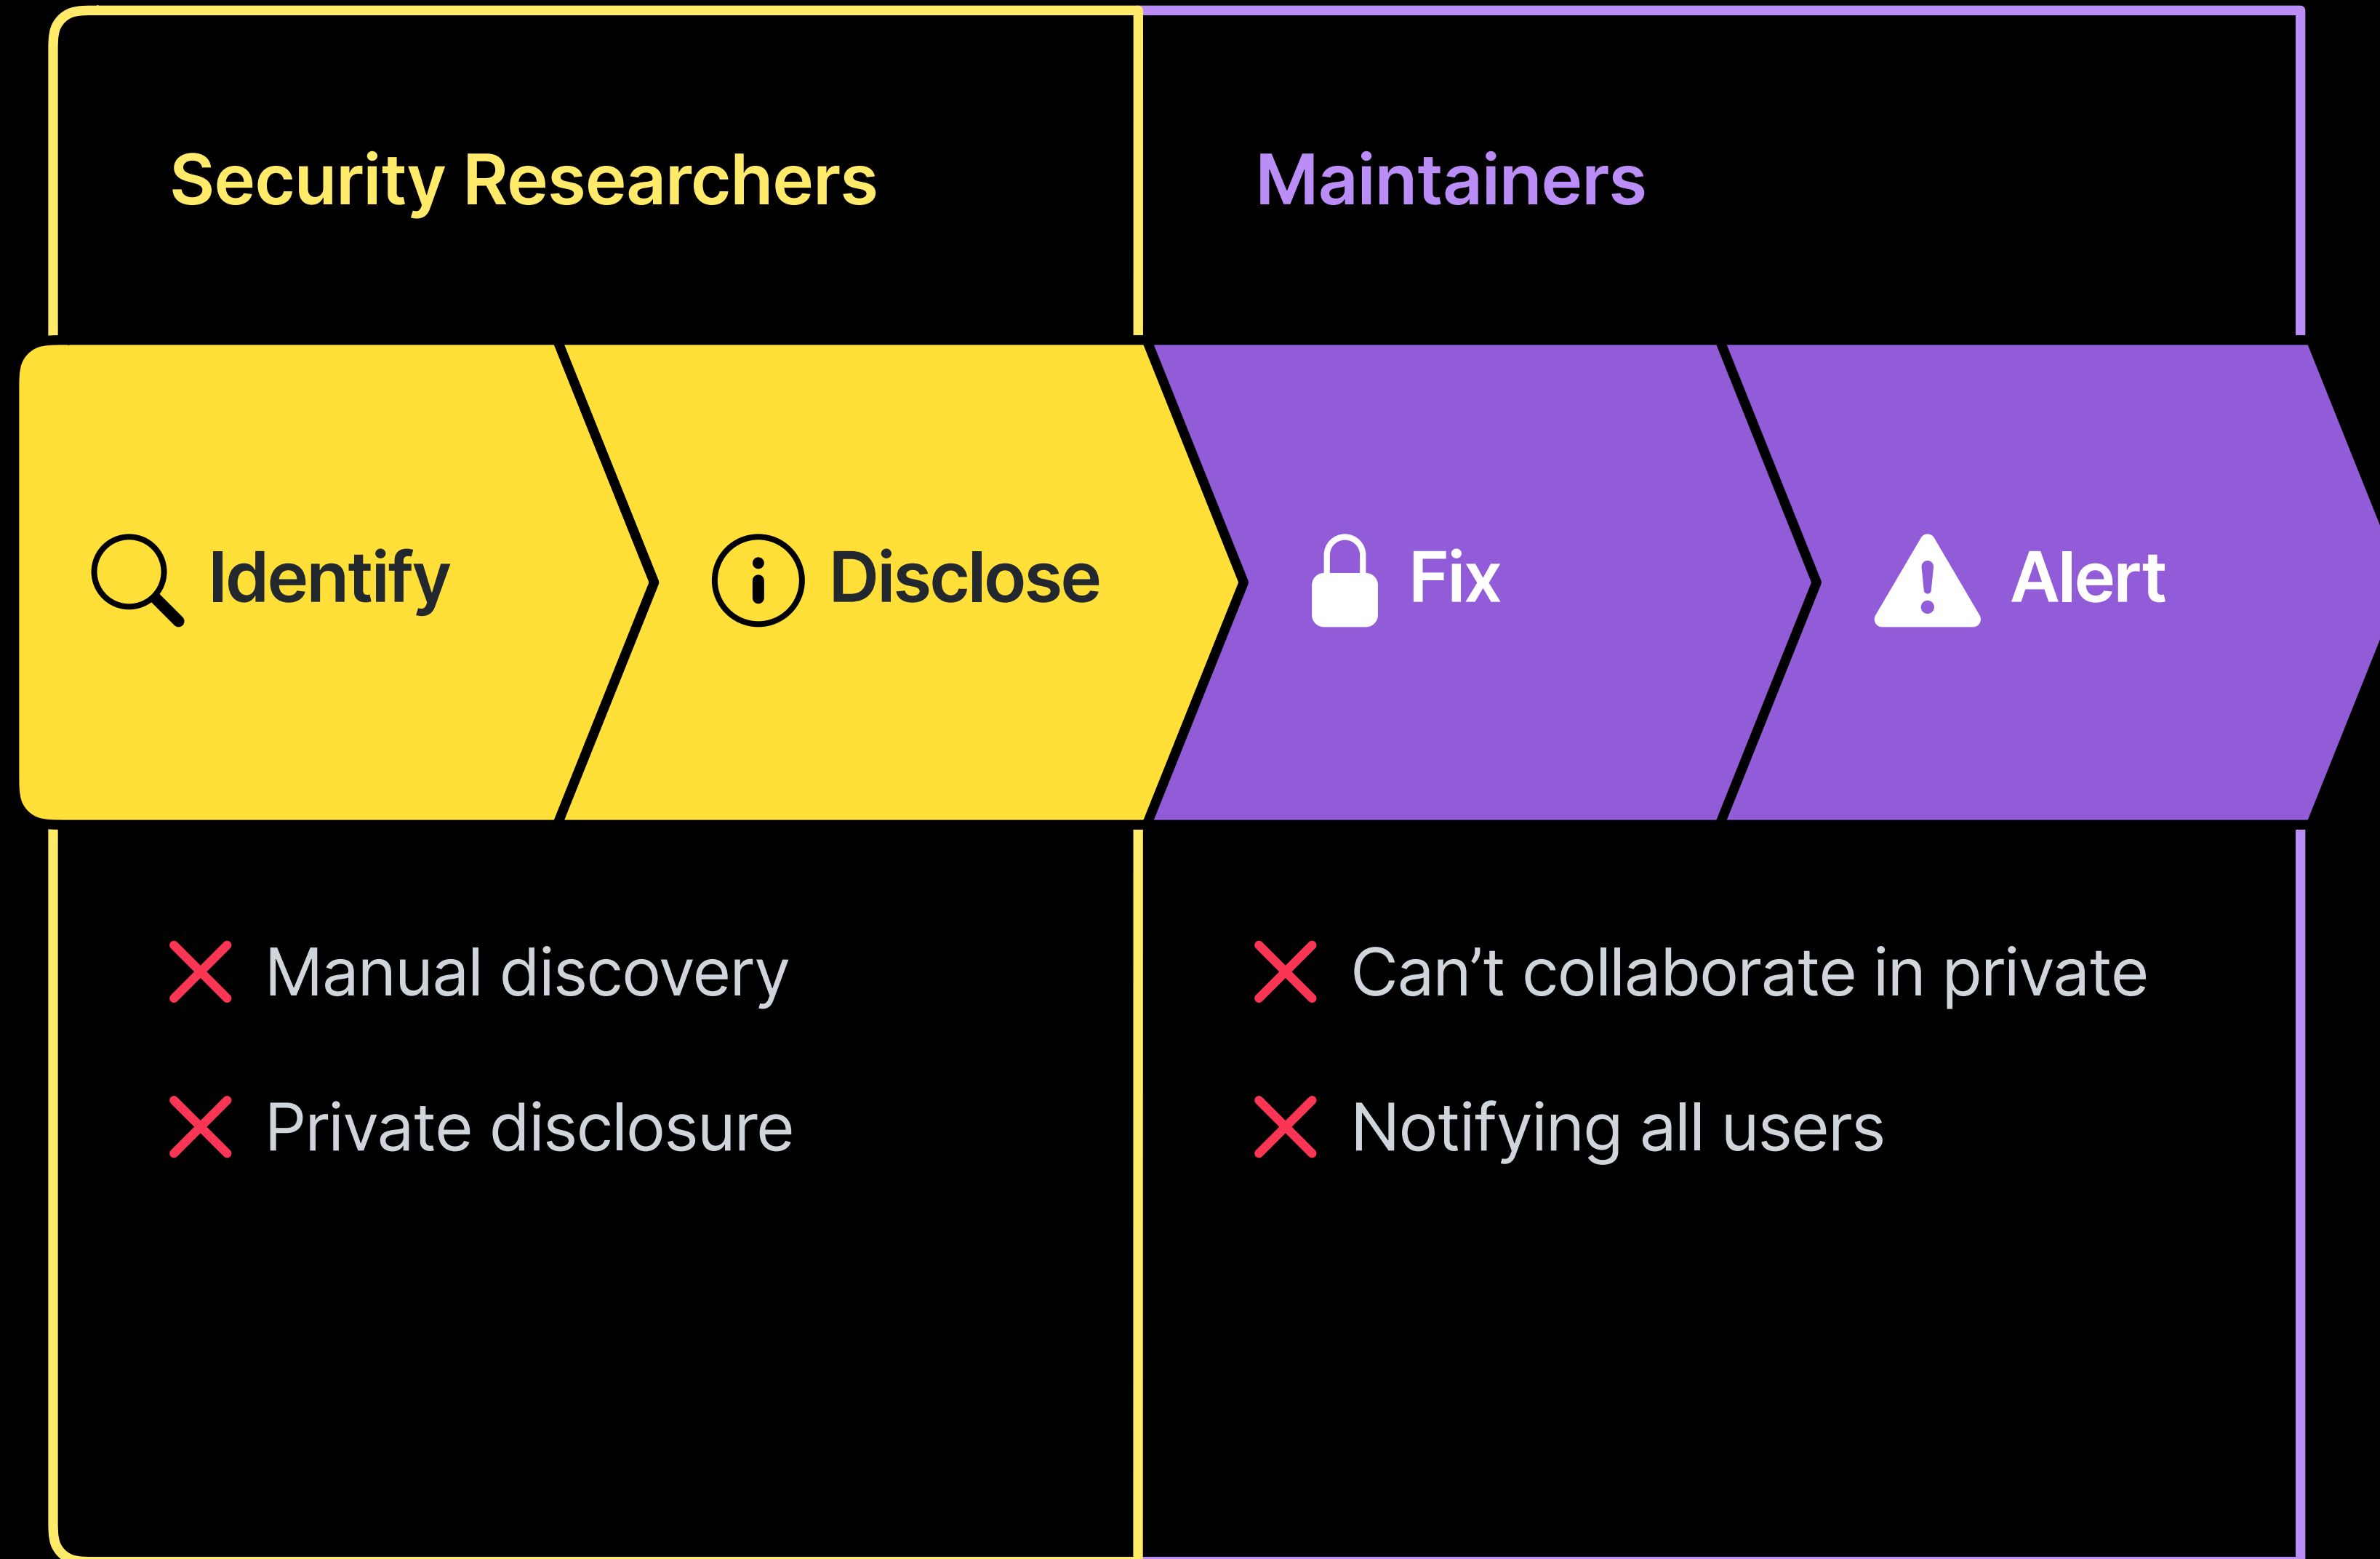 Security Researchers
Maintainers
Identify
Disclose
Fix
Alert
Manual discovery
Private disclosure
Can’t collaborate in private
Notifying all users